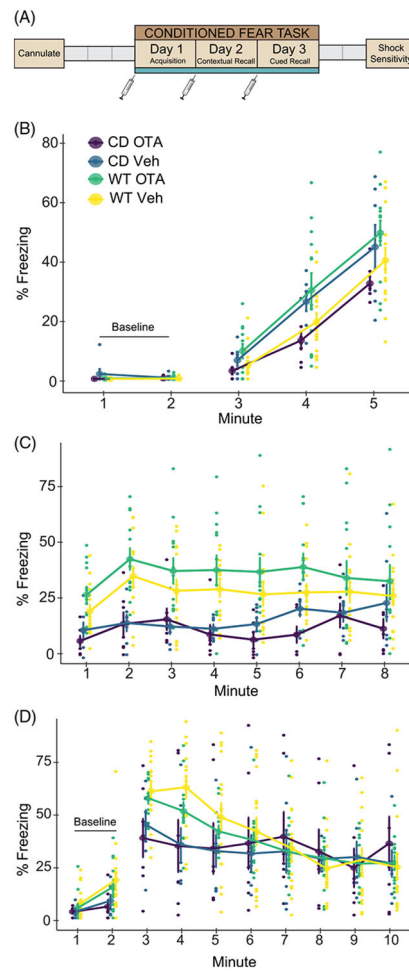 (A)
CONDITIONED FEAR TASK
Cannulate
Day 1
Acquisition
Day 2
Contextual Recall
Day 3
Cued Recall
Shock
Sensitivity
(B)
80
60
40
20
0
% Freezing
CD OTA
CD Veh
WT OTA
WT Veh
Baseline
1 2 3 4 5
Minute
(C)
75
50
25
0
% Freezing
1 2 3 4 5 6 7 8
Minute
(D)
75
50
25
0
% Freezing
Baseline
1 2 3 4 5 6 7 8 9 10
Minute